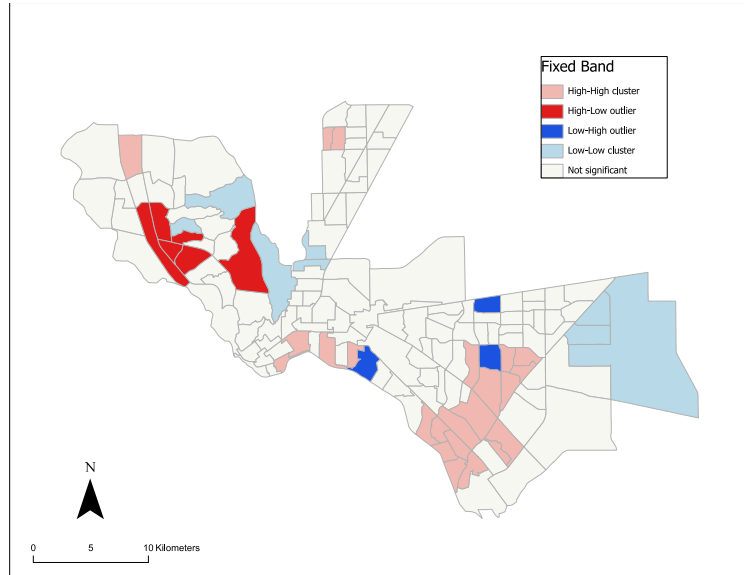 Fixed Band
High-High cluster
High-Low outlier
Low-High outlier
Low-Low cluster
Not significant
N
0 5 10 Kilometers